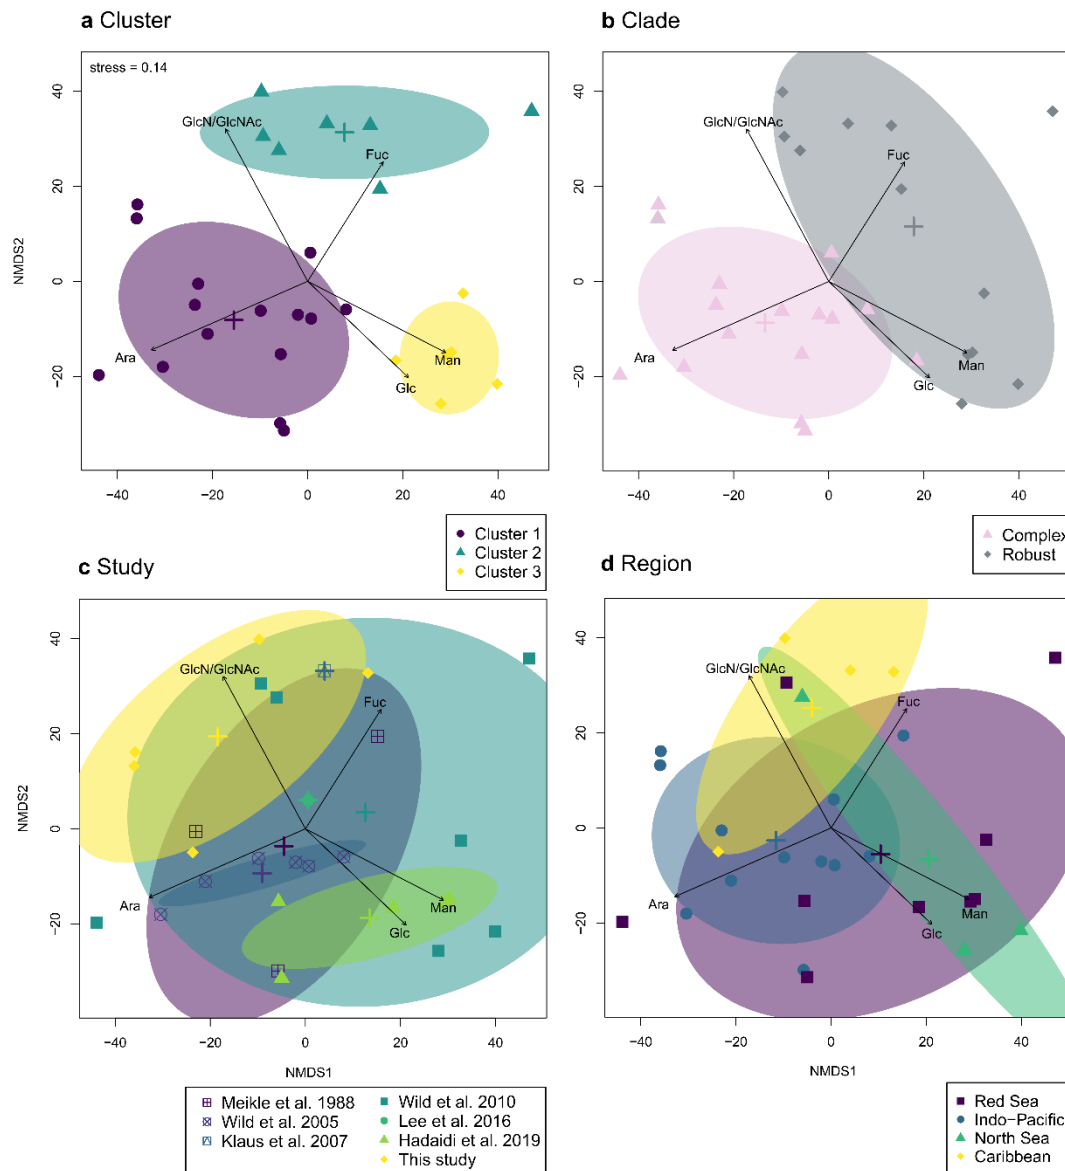 a Cluster
b Clade
stress = 0.14
GlcN/GlcNAc
Fuc
Ara
Man
Glc
NMDS2
40
20
0
−20
−40
−20
0
20
40
GlcN/GlcNAc
Fuc
Ara
Man
Glc
40
20
0
−20
−40
−20
0
20
40
Cluster 1
Cluster 2
Cluster 3
Complex
Robust
c Study
d Region
GlcN/GlcNAc
Fuc
Ara
Man
Glc
NMDS2
40
20
0
−20
−40
−20
0
20
40
NMDS1
GlcN/GlcNAc
Fuc
Ara
Man
Glc
40
20
0
−20
−40
−20
0
20
40
NMDS1
Meikle et al. 1988
Wild et al. 2005
Klaus et al. 2007
Wild et al. 2010
Lee et al. 2016
Hadaidi et al. 2019
This study
Red Sea
Indo−Pacific
North Sea
Caribbean